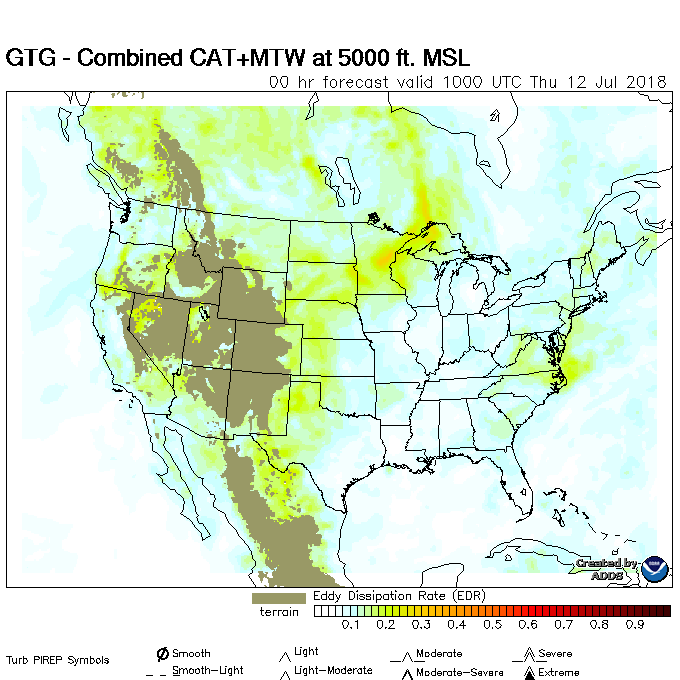 GTG - Combined CAT+MTW at 5000 ft. MSL
00 hr forecast valid 1000 UTC Thu 12 Jul 2018
Created by
ADDS
Eddy Dissipation Rate (EDR)
terrain
0.1 0.2 0.3 0.4 0.5 0.6 0.7 0.8 0.9
Turb PIREP Symbols
Smooth Light Moderate Severe
Smooth-Light Light-Moderate Moderate-Severe Extreme